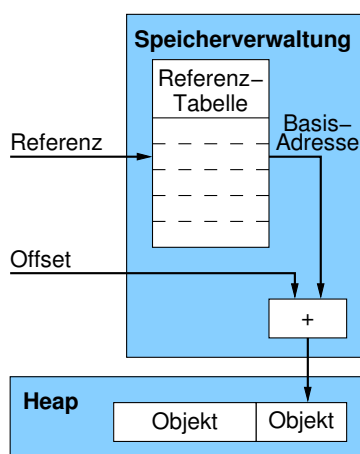 Speicherverwaltung
Referenz–
Tabelle
Referenz
Basis–
Adresse
Offset
+
Heap
Objekt
Objekt